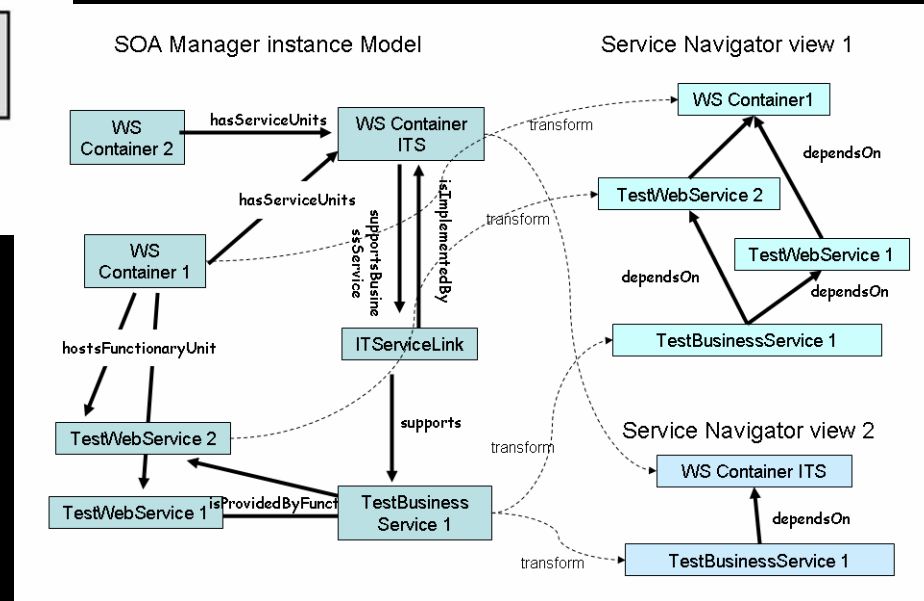 SOA Manager instance Model
Service Navigator view 1
WS
Container 2
hasServiceUnits
WS Container
ITS
transform
WS Container1
dependsOn
hasServiceUnits
TestWebService 2
transform
WS
Container 1
supportsBusine
ssService
isImplementedBy
TestWebService 1
dependsOn
dependsOn
hostsFunctionaryUnit
ITServiceLink
TestBusinessService 1
TestWebService 2
supports
transform
Service Navigator view 2
WS Container ITS
TestWebService 1
isProvidedByFunct
TestBusiness
Service 1
dependsOn
transform
TestBusinessService 1